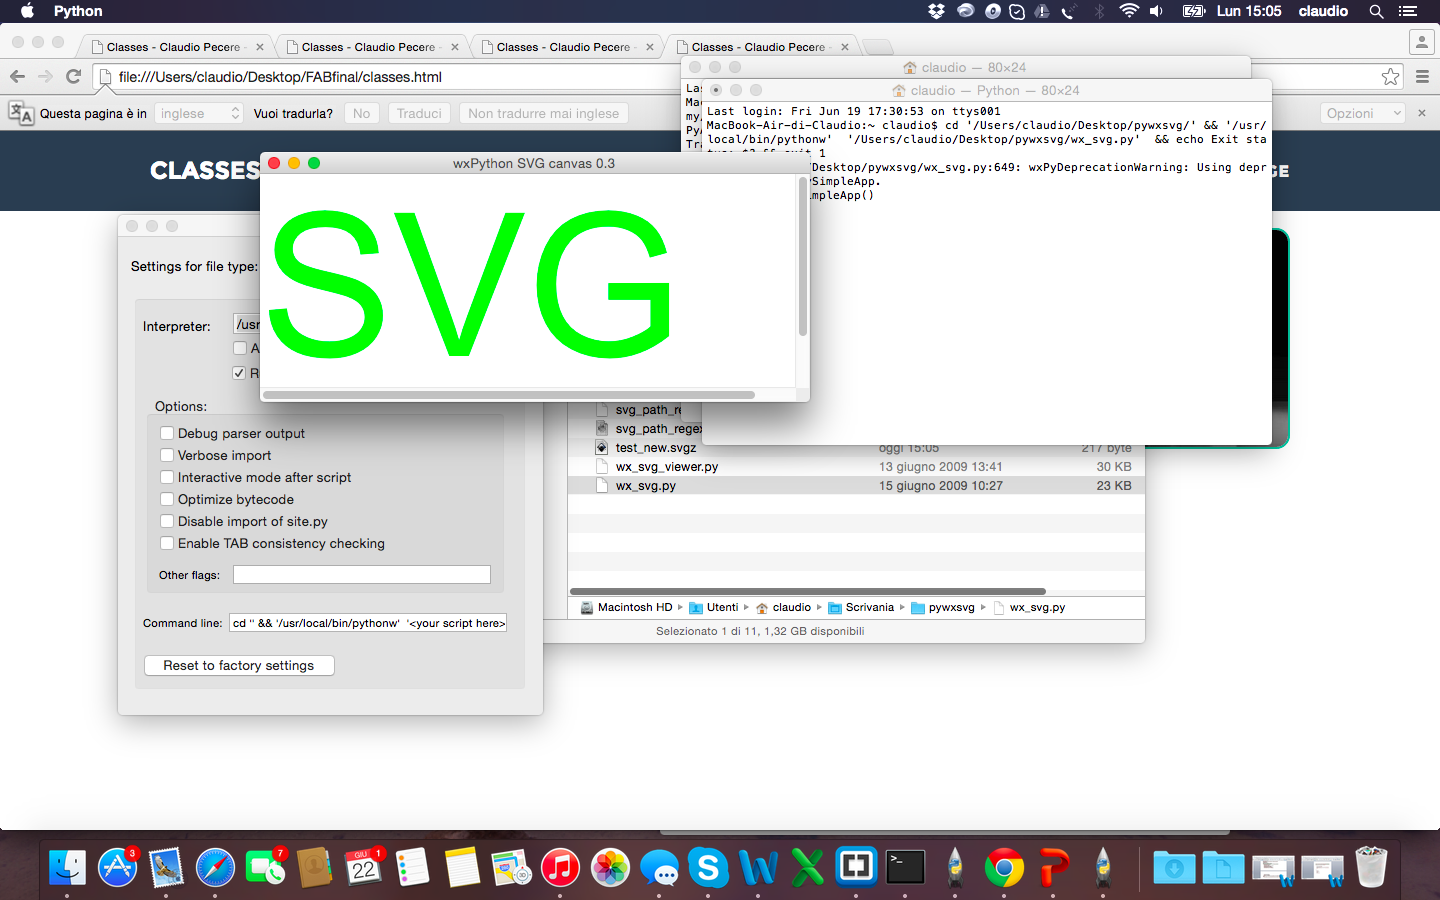 Python
Lun 15:05 claudio
Classes - Claudio Pecere - Classes - Claudio Pecere - Classes - Claudio Pecere - Classes - Claudio Pecere -
file:///Users/claudio/Desktop/FABfinal/classes.html
Questa pagina è in inglese Vuoi tradurla? No Traduci Non tradurre mai inglese
Opzioni
claudio — 80×24
claudio — Python — 80×24
Last login: Fri Jun 19 17:30:53 on ttys001
MacBook-Air-di-Claudio:~ claudio$ cd '/Users/claudio/Desktop/pywxsvg/' && '/usr/
local/bin/pythonw' '/Users/claudio/Desktop/pywxsvg/wx_svg.py' && echo Exit sta
/Desktop/pywxsvg/wx_svg.py:649: wxPyDeprecationWarning: Using depr
SimpleApp.
impleApp()
CLASSES
wxPython SVG canvas 0.3
SVG
Settings for file type:
Interpreter: /usr
Options:
Debug parser output
Verbose import
Interactive mode after script
Optimize bytecode
Disable import of site.py
Enable TAB consistency checking
Other flags:
Command line: cd '' && '/usr/local/bin/pythonw' '<your script here>
Reset to factory settings
svg_path_re
svg_path_regex
test_new.svgz oggi 15:05 217 byte
wx_svg_viewer.py 13 giugno 2009 13:41 30 KB
wx_svg.py 15 giugno 2009 10:27 23 KB
Macintosh HD Utenti claudio Scrivania pywxsvg wx_svg.py
Selezionato 1 di 11, 1,32 GB disponibili
3
7
GIU
22
1